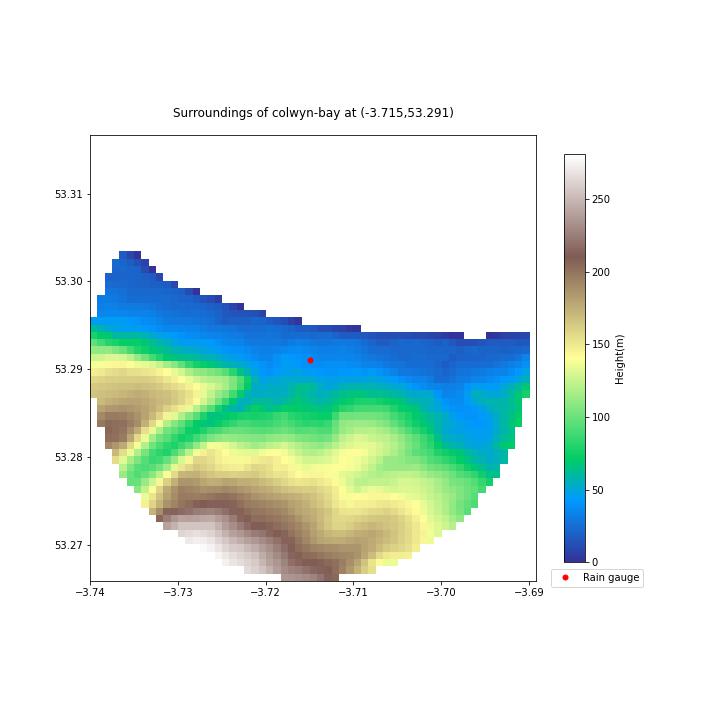 Surroundings of colwyn-bay at (-3.715,53.291)
53.31
53.30
53.29
53.28
53.27
−3.74 −3.73 −3.72 −3.71 −3.70 −3.69
250
200
150
100
50
0
Height(m)
Rain gauge